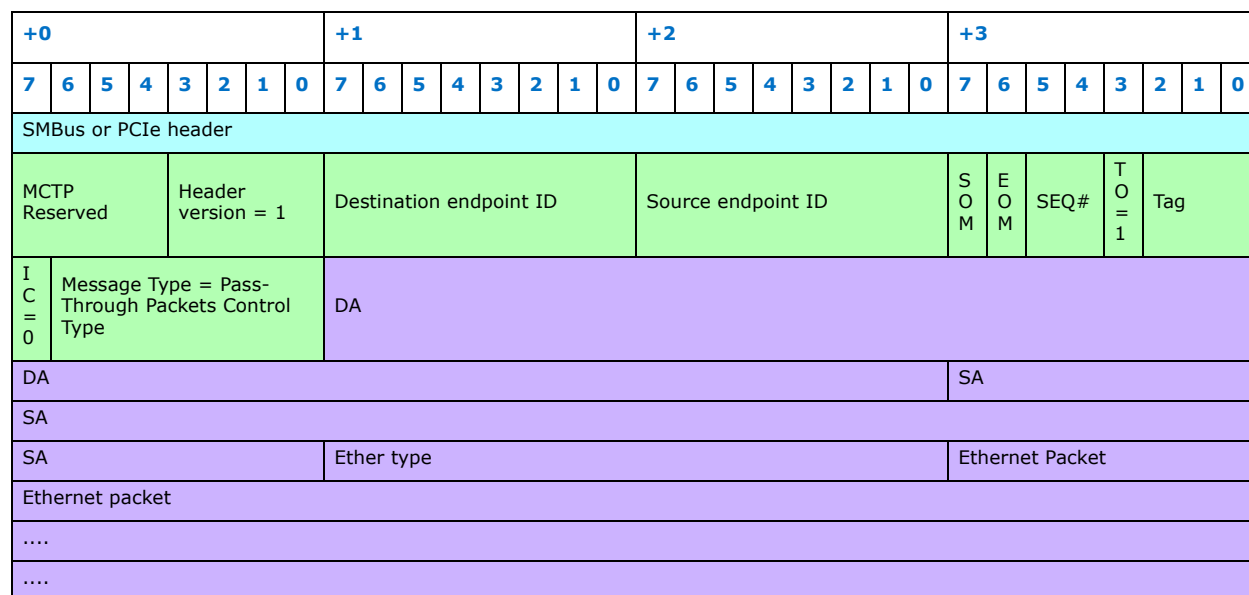 +0 +1 +2 +3
7 6 5 4 3 2 1 0 7 6 5 4 3 2 1 0 7 6 5 4 3 2 1 0 7 6 5 4 3 2 1 0
SMBus or PCIe header
MCTP
Reserved
Header
version = 1
Destination endpoint ID
Source endpoint ID
S
O
M
E
O
M
SEQ#
T
O
=
1
Tag
I
C
=
0
Message Type = Pass-
Through Packets Control
Type
DA
DA SA
SA
SA Ether type Ethernet Packet
Ethernet packet
....
....